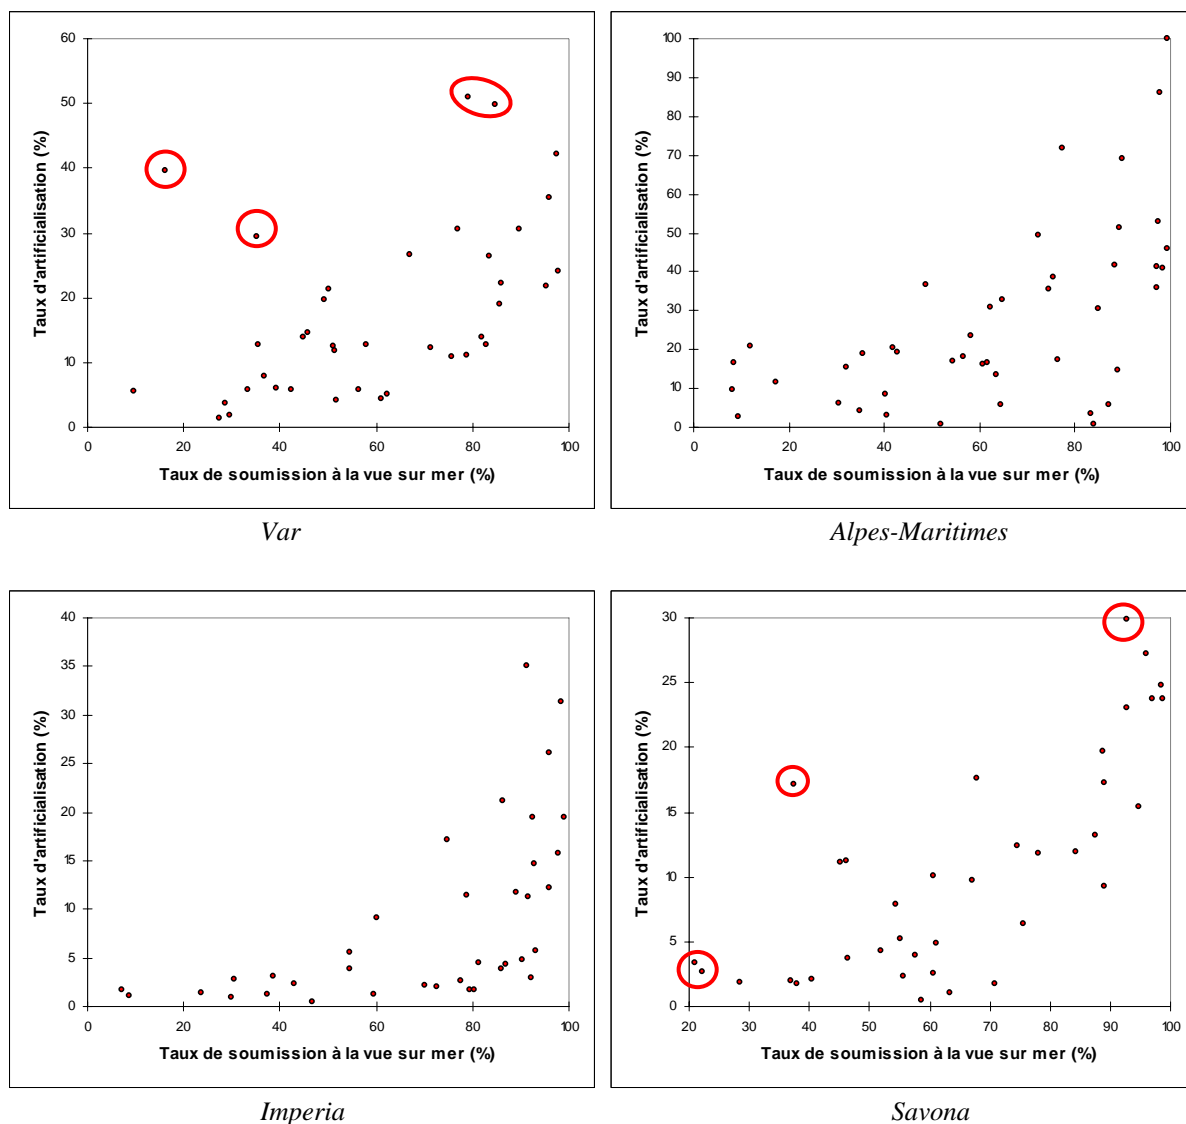 60
50
40
30
20
10
0
0 20 40 60 80 100
Taux d'artificialisation (%)
Taux de soumission à la vue sur mer (%)
Var
100
90
80
70
60
50
40
30
20
10
0
0 20 40 60 80 100
Taux d'artificialisation (%)
Taux de soumission à la vue sur mer (%)
Alpes-Maritimes
40
35
30
25
20
15
10
5
0
0 20 40 60 80 100
Taux d'artificialisation (%)
Taux de soumission à la vue sur mer (%)
Imperia
30
25
20
15
10
5
0
20 30 40 50 60 70 80 90 100
Taux d'artificialisation (%)
Taux de soumission à la vue sur mer (%)
Savona